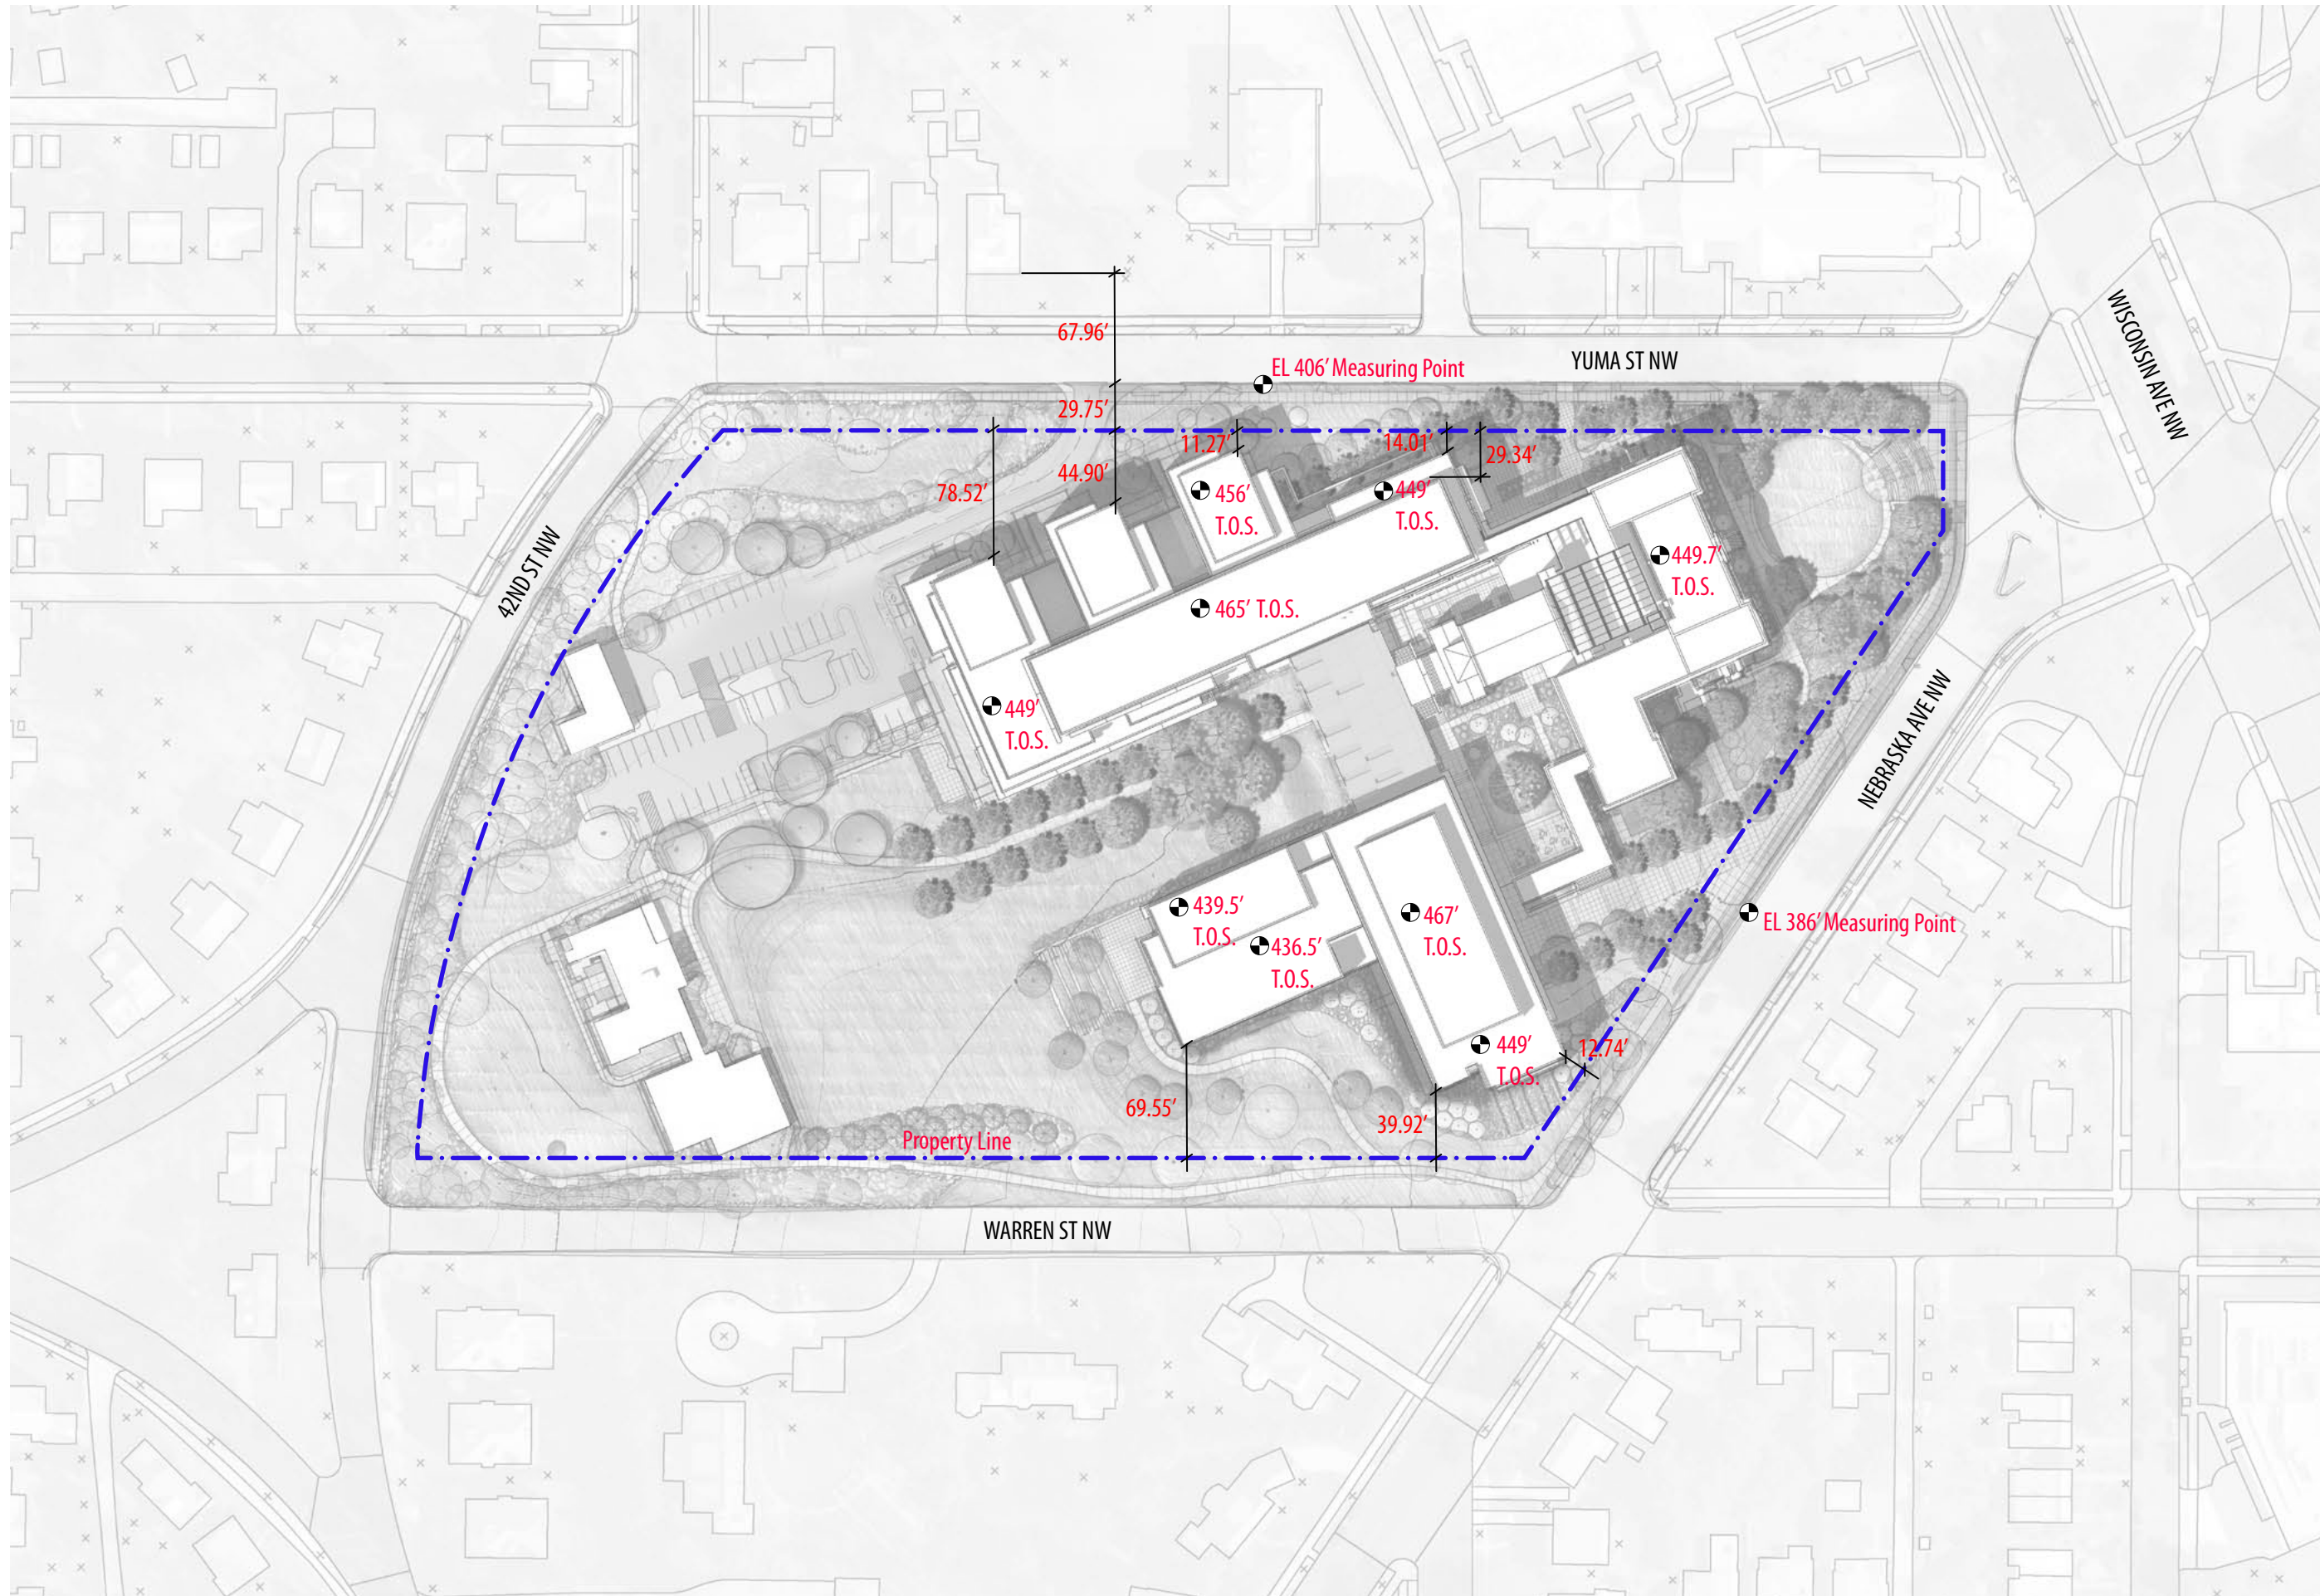 WISCONSIN AVE NW
67.96’
YUMA ST NW
EL 406’ Measuring Point
29.75’
11.27’
14.01’
29.34’
44.90’
78.52’
456’
T.O.S.
449’
T.O.S.
42ND ST NW
449.7’
T.O.S.
465’ T.O.S.
449’
T.O.S.
NEBRASKA AVE NW
439.5’
T.O.S.
467’
T.O.S.
436.5’
T.O.S.
EL 386’ Measuring Point
449’
T.O.S.
12.74’
69.55’
39.92’
Property Line
WARREN ST NW